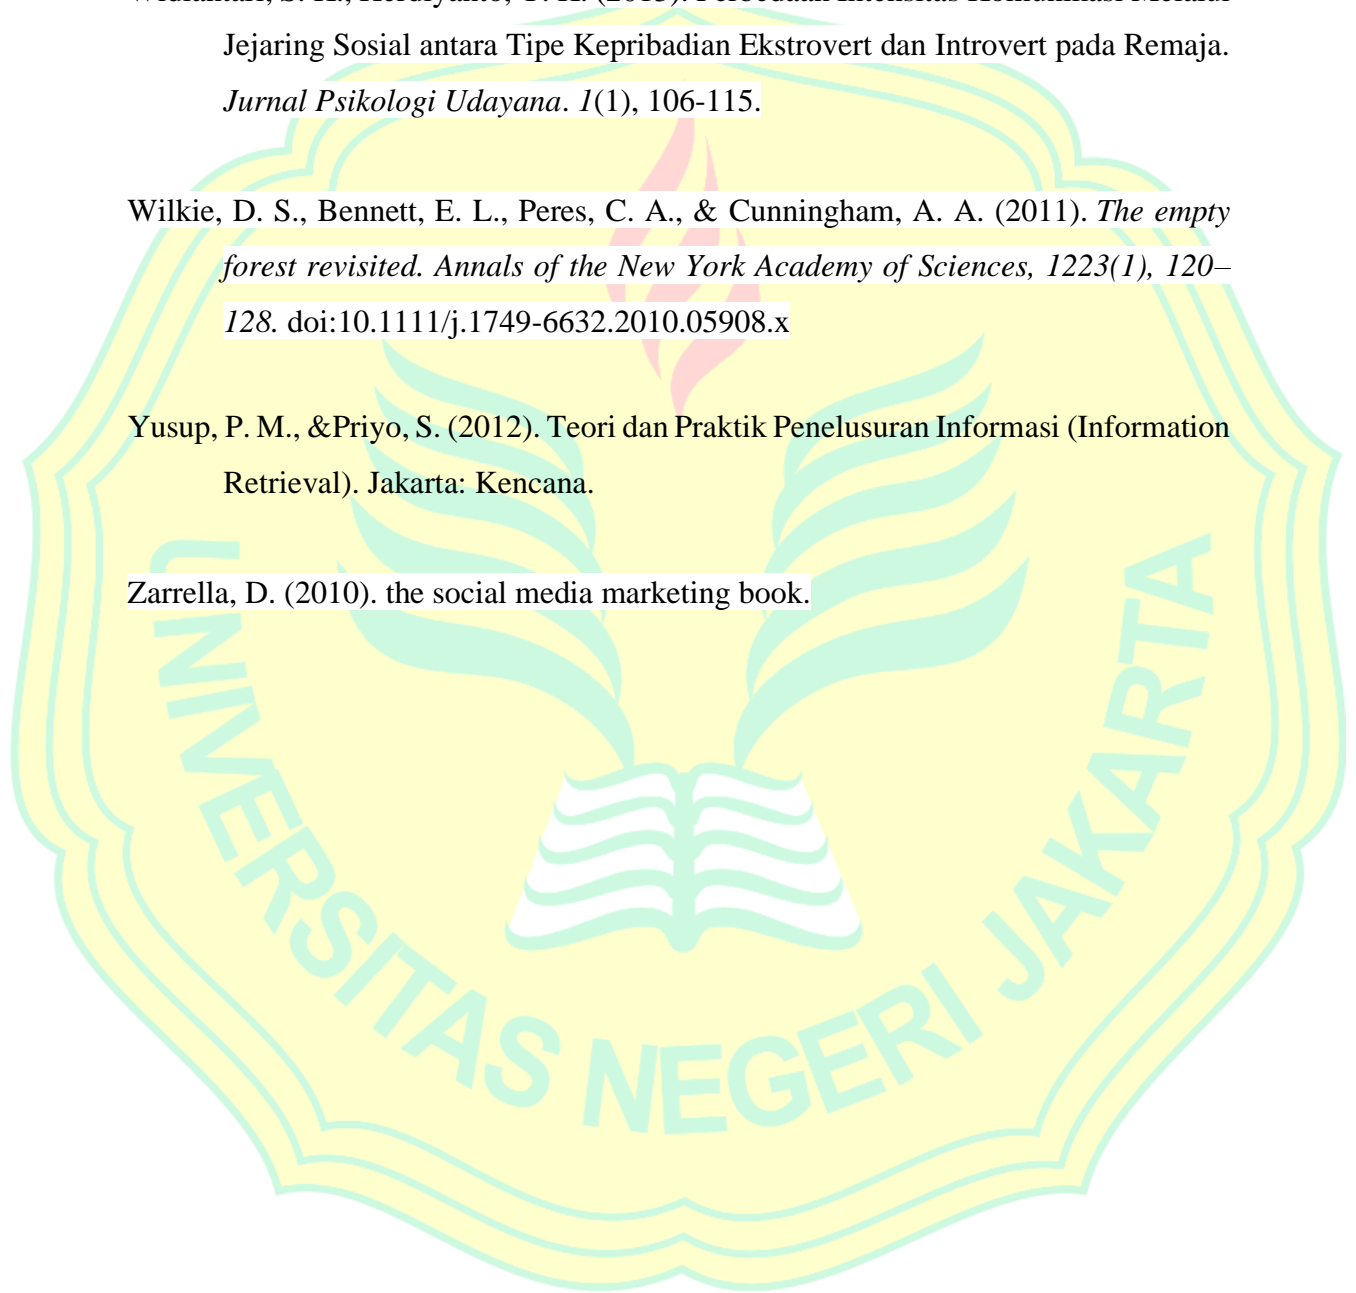 Jejaring Sosial antara Tipe Kepribadian Ekstrovert dan Introvert pada Remaja.
Jurnal Psikologi Udayana. 1(1), 106-115.
Wilkie, D. S., Bennett, E. L., Peres, C. A., & Cunningham, A. A. (2011). The empty
forest revisited. Annals of the New York Academy of Sciences, 1223(1), 120–
128. doi:10.1111/j.1749-6632.2010.05908.x
Yusup, P. M., &Priyo, S. (2012). Teori dan Praktik Penelusuran Informasi (Information
Retrieval). Jakarta: Kencana.
Zarrella, D. (2010). the social media marketing book.
UNIVERSITAS NEGERI JAKARTA